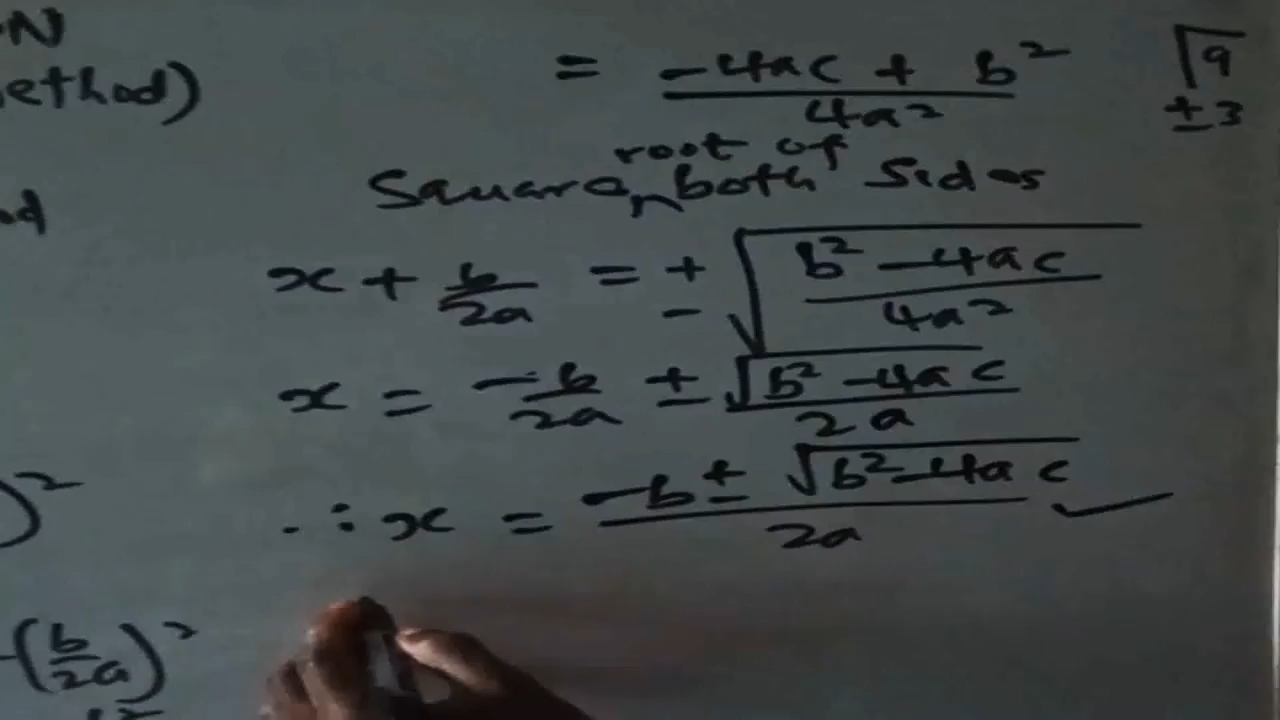 N
ethod)
= -4ac + b² / 4a²
√9
±3
root of
Square both sides
x + b/2a = ± √(b² - 4ac / 4a²)
x = -b/2a ± √(b² - 4ac) / 2a
∴ x = -b ± √(b² - 4ac) / 2a ✓
)²
-(b/2a)²